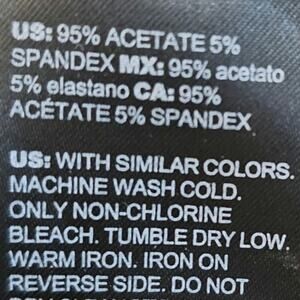 US: 95% ACETATE 5%
SPANDEX MX: 95% acetato
5% elastano CA: 95%
ACÉTATE 5% SPANDEX
US: WITH SIMILAR COLORS.
MACHINE WASH COLD.
ONLY NON-CHLORINE
BLEACH. TUMBLE DRY LOW.
WARM IRON. IRON ON
REVERSE SIDE. DO NOT